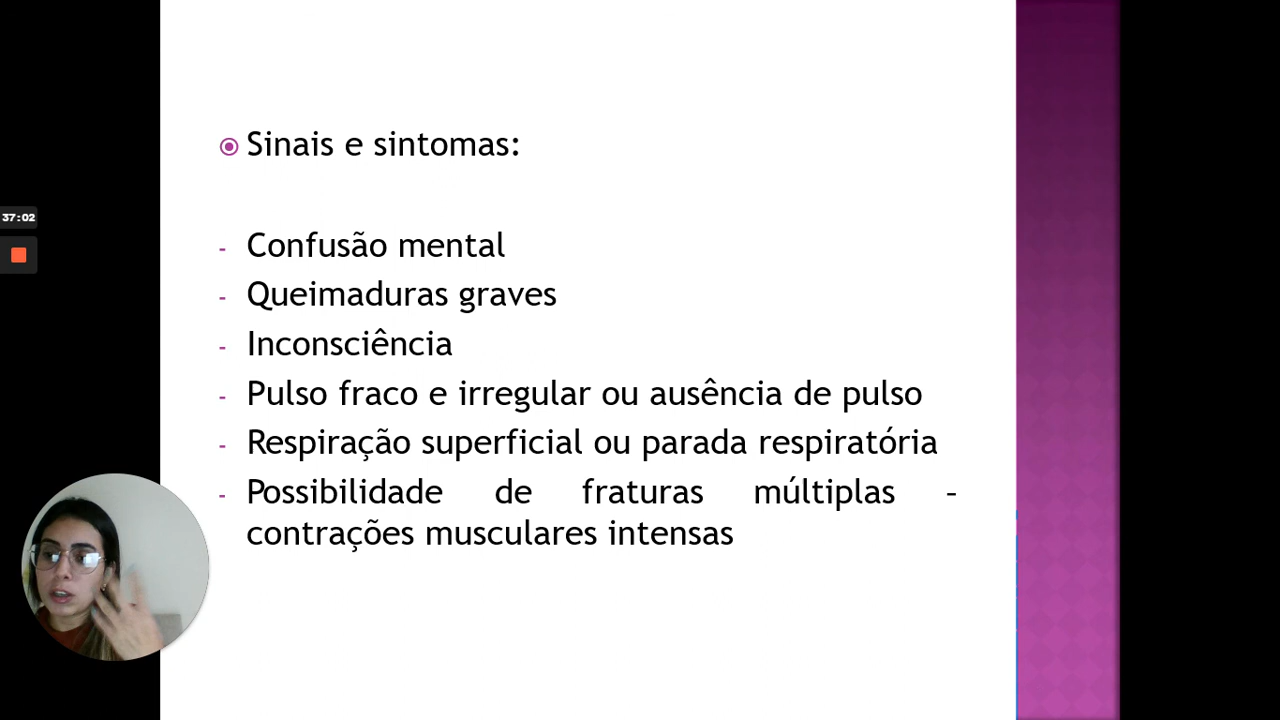 Sinais e sintomas:
37:02
- Confusão mental
- Queimaduras graves
- Inconsciência
- Pulso fraco e irregular ou ausência de pulso
- Respiração superficial ou parada respiratória
- Possibilidade de fraturas múltiplas –
contrações musculares intensas